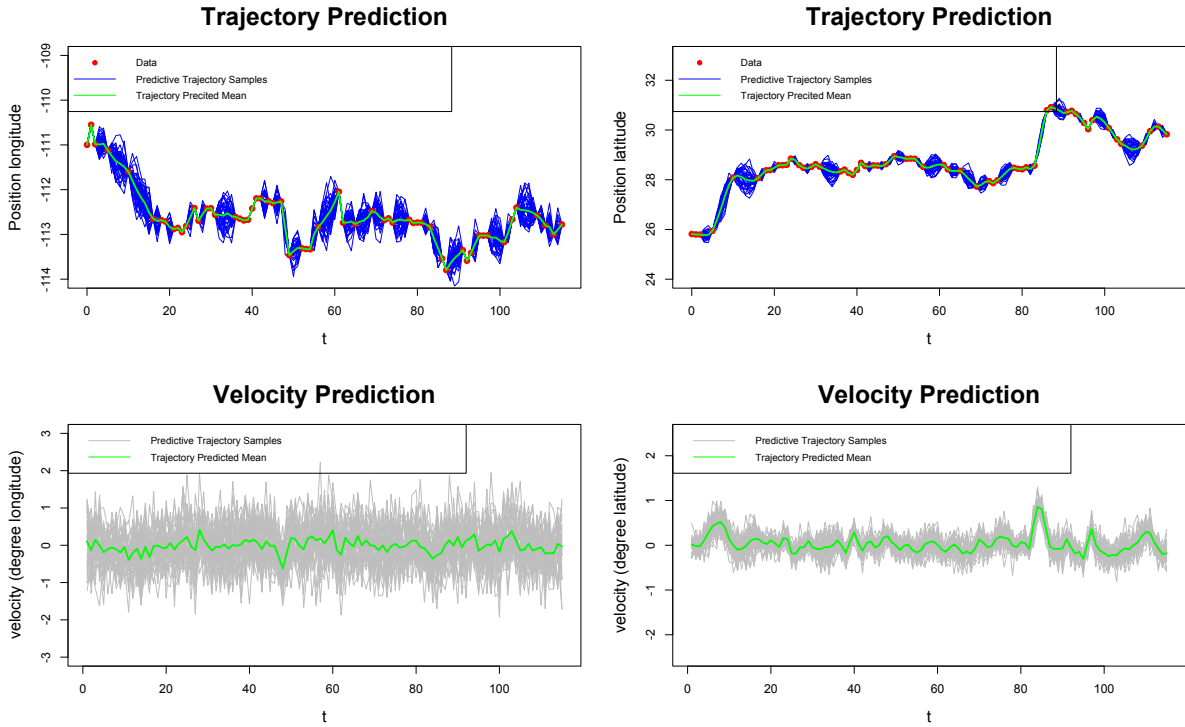 Trajectory Prediction
Position longitude
-109
-110
-111
-112
-113
-114
Data
Predictive Trajectory Samples
Trajectory Precited Mean
0 20 40 60 80 100
t
Trajectory Prediction
Position latitude
32
30
28
26
24
Data
Predictive Trajectory Samples
Trajectory Precited Mean
0 20 40 60 80 100
t
Velocity Prediction
velocity (degree longitude)
3
2
1
0
-1
-2
-3
Predictive Trajectory Samples
Trajectory Predicted Mean
0 20 40 60 80 100
t
Velocity Prediction
velocity (degree latitude)
2
1
0
-1
-2
Predictive Trajectory Samples
Trajectory Predicted Mean
0 20 40 60 80 100
t